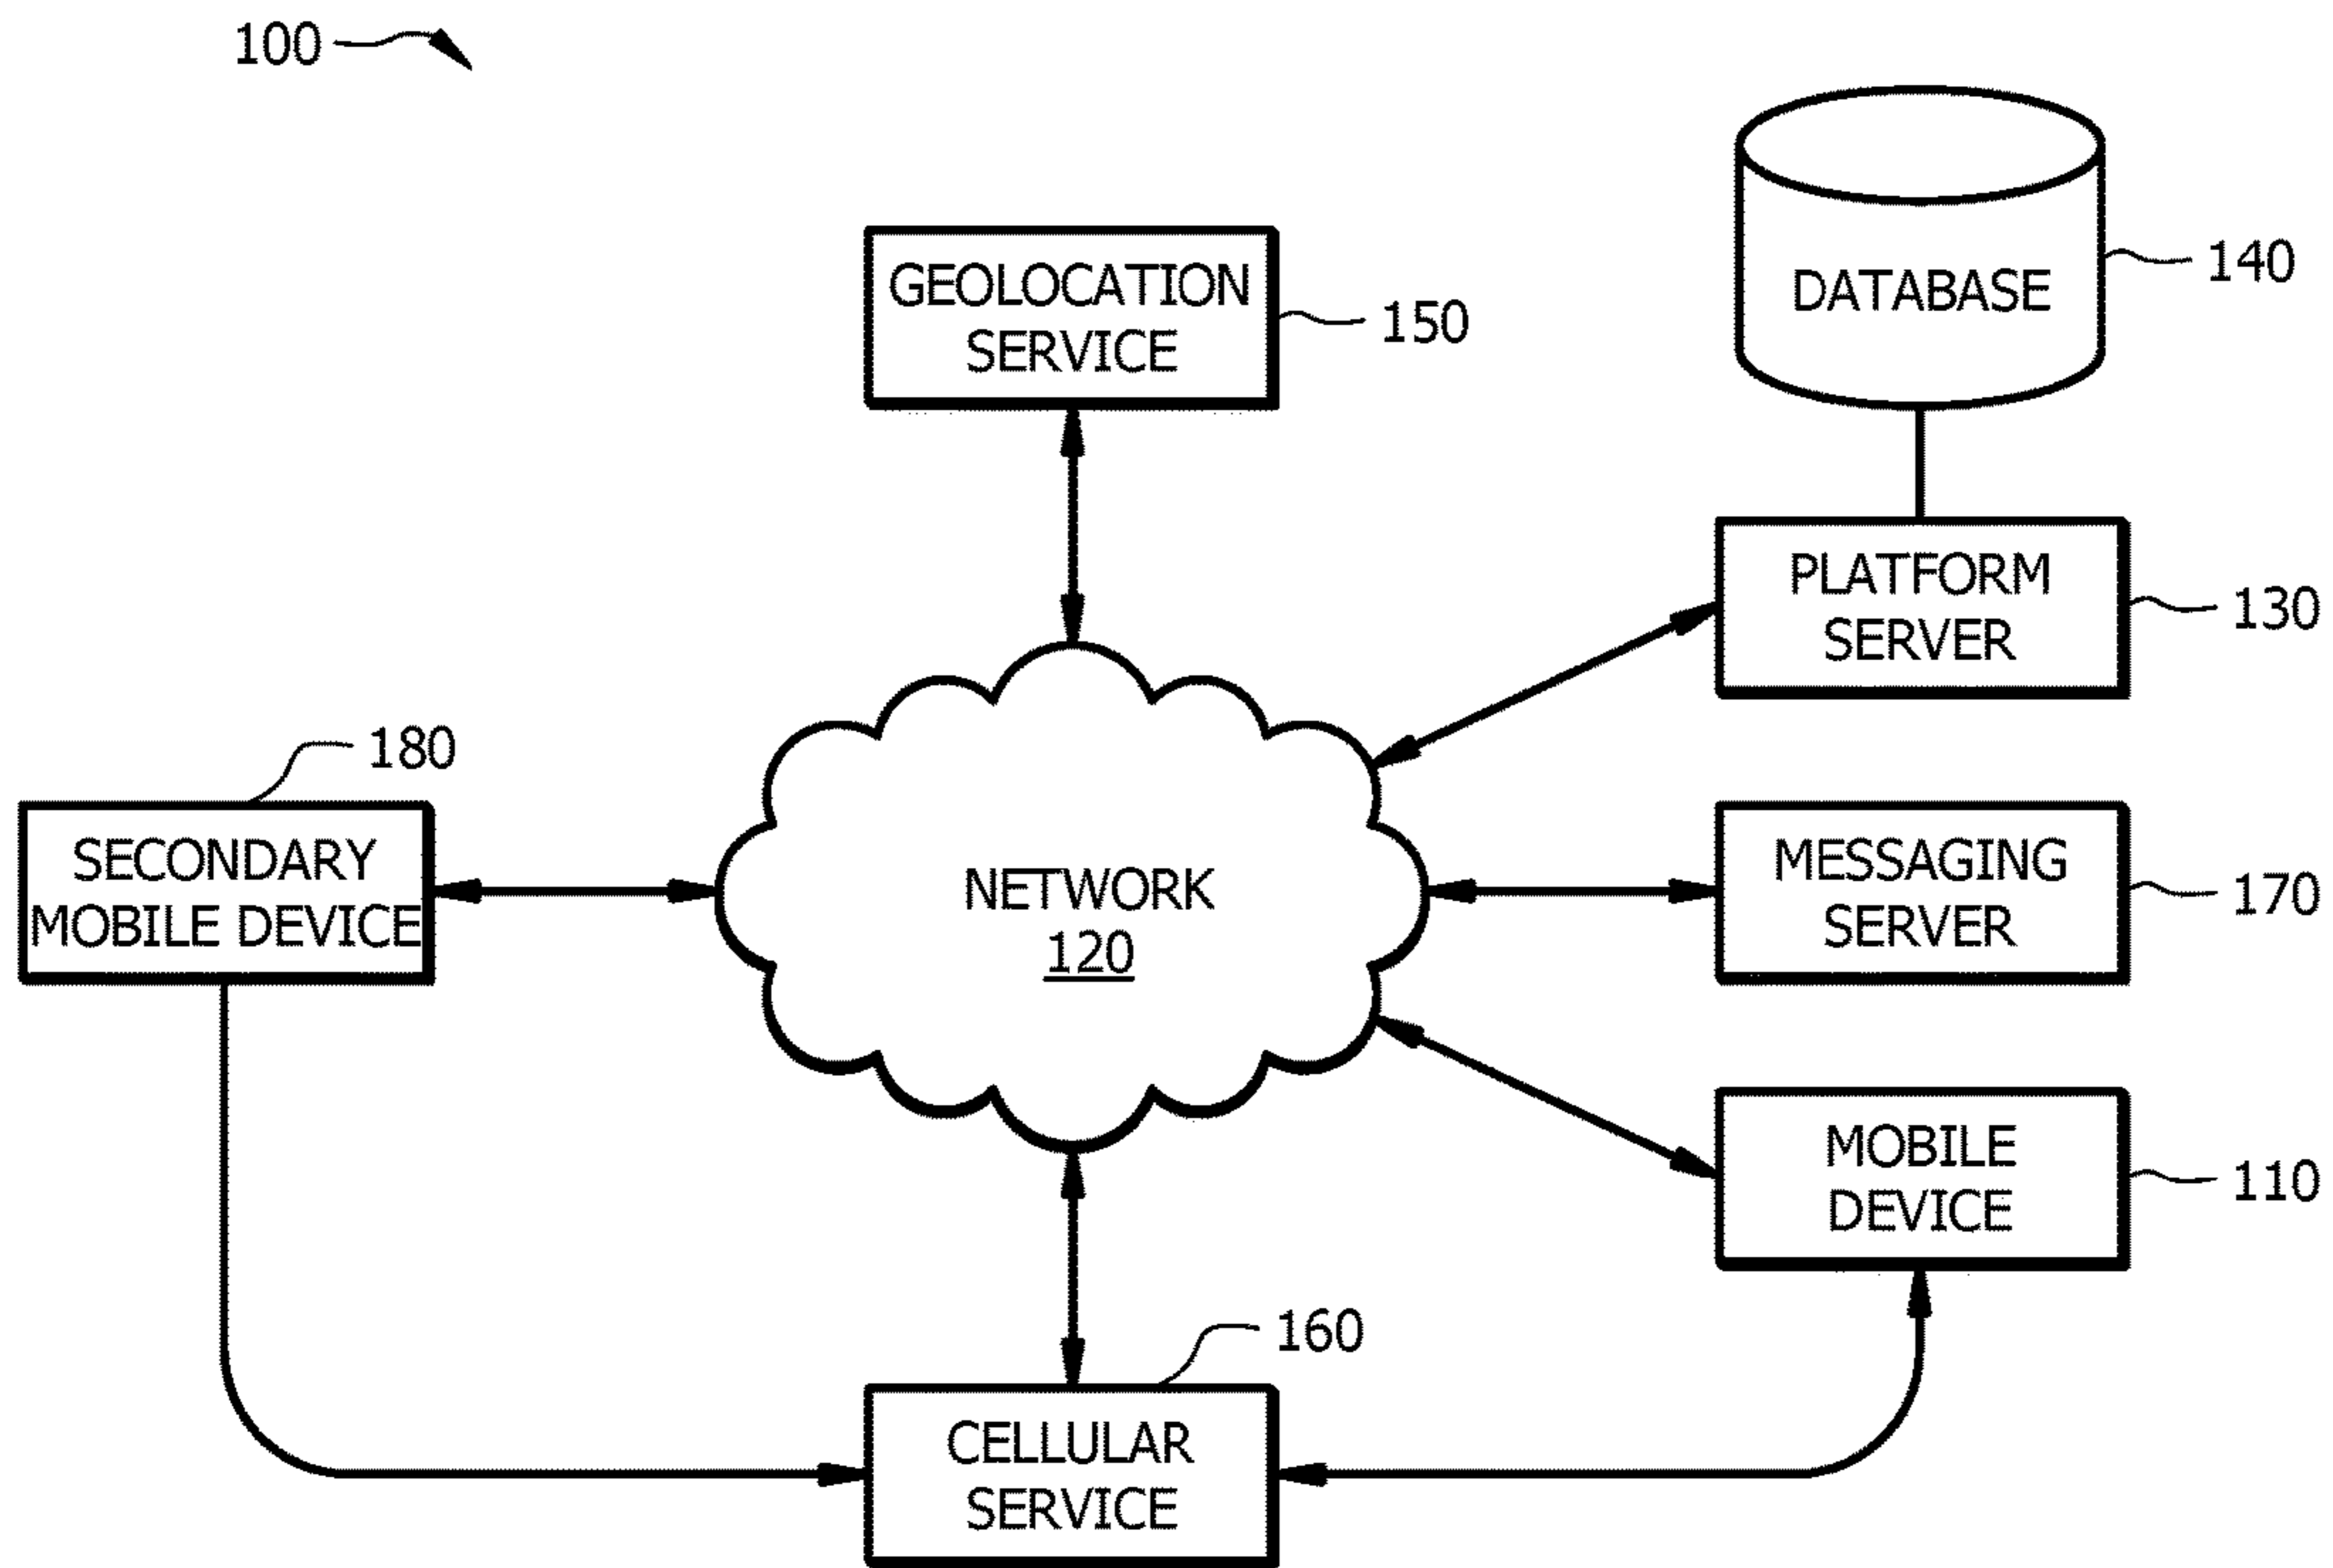 100
GEOLOCATION
SERVICE
150
DATABASE
140
PLATFORM
SERVER
130
180
SECONDARY
MOBILE DEVICE
NETWORK
120
MESSAGING
SERVER
170
MOBILE
DEVICE
110
160
CELLULAR
SERVICE